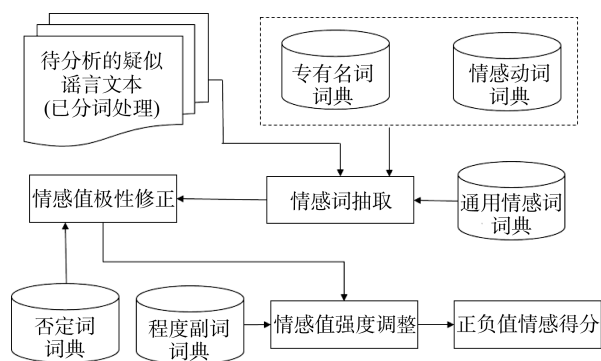 待分析的疑似
谣言文本
(已分词处理)
专有名词
词典
情感动词
词典
情感值极性修正
情感词抽取
通用情感词
词典
否定词
词典
程度副词
词典
情感值强度调整
正负值情感得分